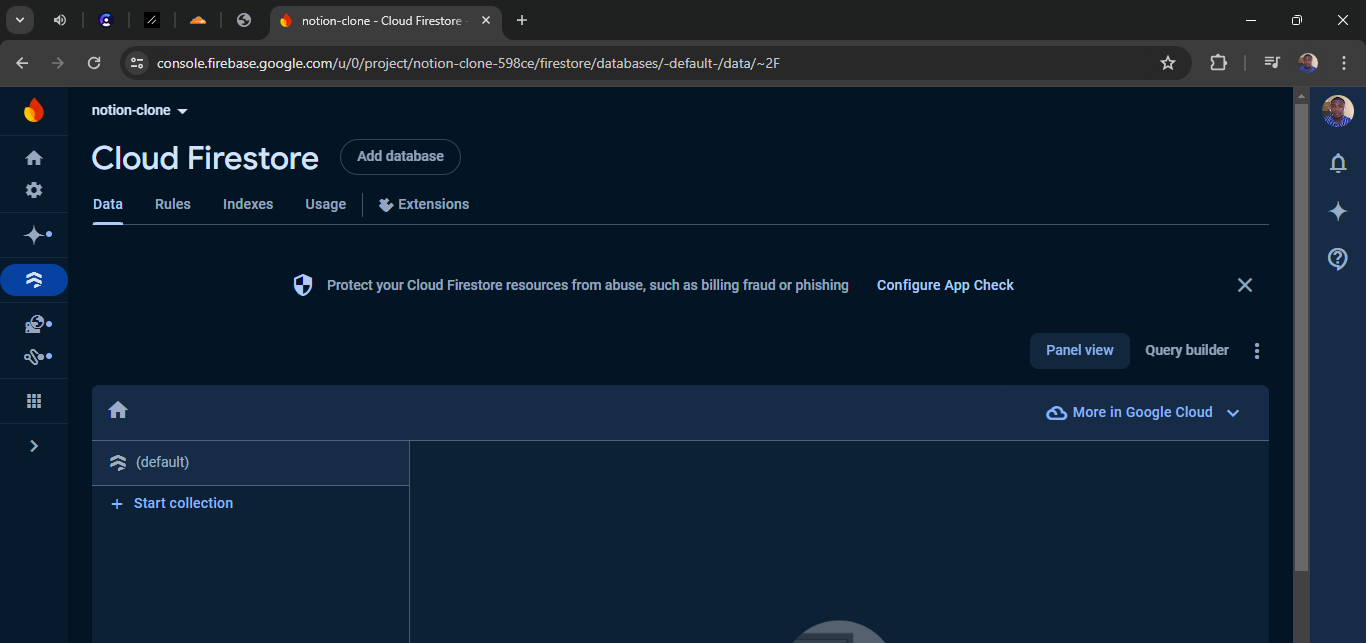 notion-clone - Cloud Firestore -
console.firebase.google.com/u/0/project/notion-clone-598ce/firestore/databases/-default-/data/~2F
notion-clone
Cloud Firestore
Add database
Data Rules Indexes Usage Extensions
Protect your Cloud Firestore resources from abuse, such as billing fraud or phishing Configure App Check
Panel view Query builder
More in Google Cloud
(default)
+ Start collection